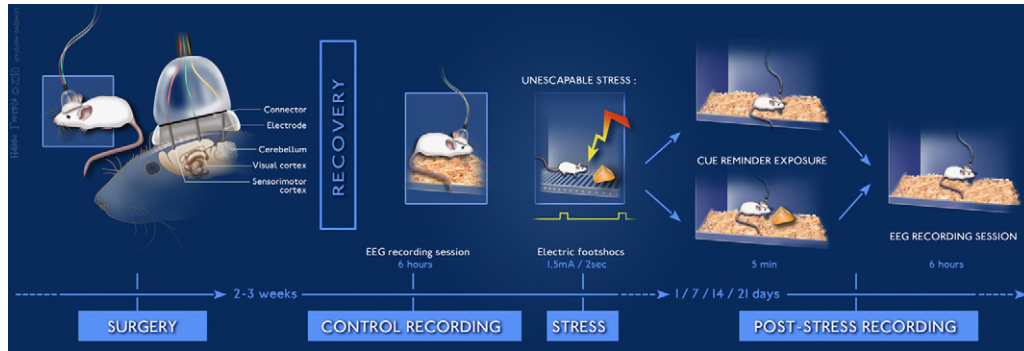 Connector
Electrode
Cerebellum
Visual cortex
Sensorimotor
cortex
RECOVERY
EEG recording session
6 hours
UNESCAPABLE STRESS :
Electric footshocs
1.5mA / 2sec
CUE REMINDER EXPOSURE
5 min
EEG RECORDING SESSION
6 hours
2-3 weeks
1 / 7 / 14 / 21 days
SURGERY
CONTROL RECORDING
STRESS
POST-STRESS RECORDING